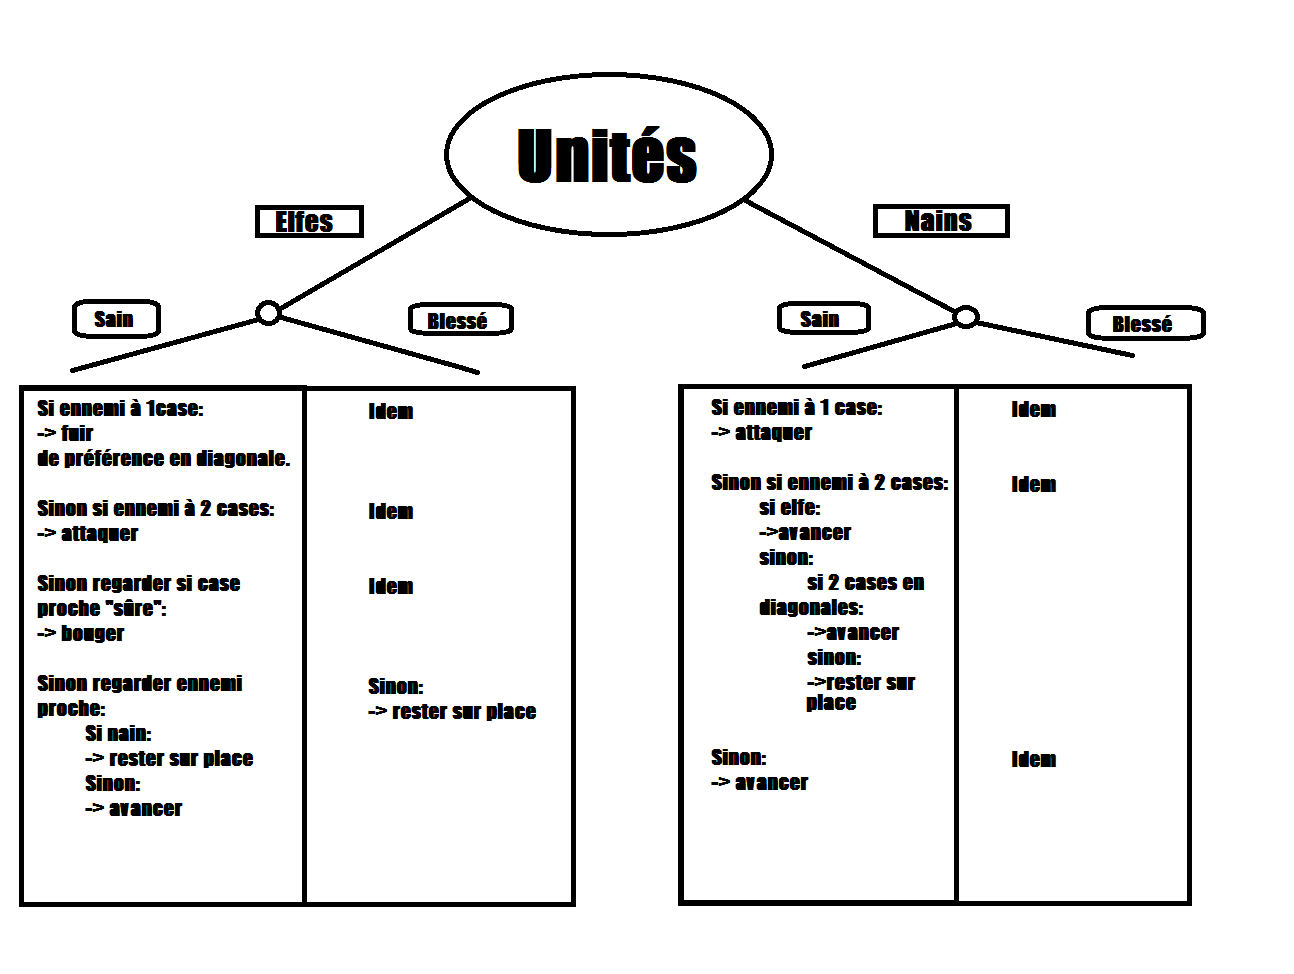 Unités
Elfes
Nains
Sain
Blessé
Sain
Blessé
Si ennemi à 1case:
-> fuir
de préférence en diagonale.
Sinon si ennemi à 2 cases:
-> attaquer
Sinon regarder si case
proche "sûre":
-> bouger
Sinon regarder ennemi
proche:
Si nain:
-> rester sur place
Sinon:
-> avancer
Idem
Idem
Idem
Sinon:
-> rester sur place
Si ennemi à 1 case:
-> attaquer
Sinon si ennemi à 2 cases:
si elfe:
->avancer
sinon:
si 2 cases en
diagonales:
->avancer
sinon:
->rester sur
place
Sinon:
-> avancer
Idem
Idem
Idem